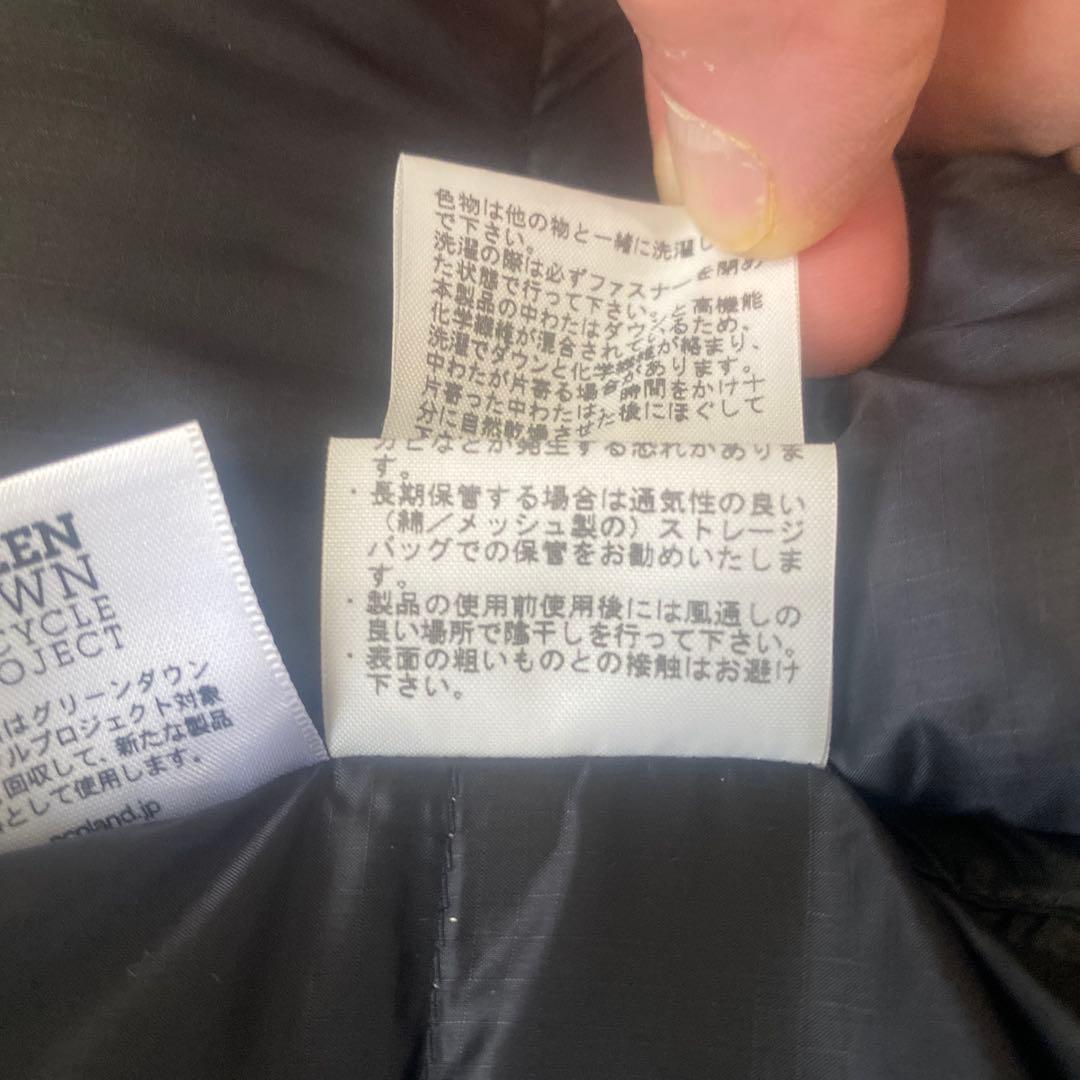 色物は他の物と一緒に洗濯し
で下さい。
洗濯の際は必ずファスナーを閉め
た状態で行って下さい。
本製品の中わたはダウンと高機能
化学繊維が混合されているため、
洗濯でダウンと化学繊維が絡まり、
中わたが片寄る場合があります。
片寄った中わたは時間をかけ十
分に自然乾燥させた後にほぐして
カビなどが発生する恐れがありま
す。
・長期保管する場合は通気性の良い
（綿／メッシュ製の）ストレージ
バッグでの保管をお勧めいたしま
す。
・製品の使用前使用後には風通しの
良い場所で陰干しを行って下さい。
・表面の粗いものとの接触はお避け
下さい。
EEN
OWN
CYCLE
OJECT
はグリーンダウン
ルプロジェクト対象
回収して、新たな製品
として使用します。